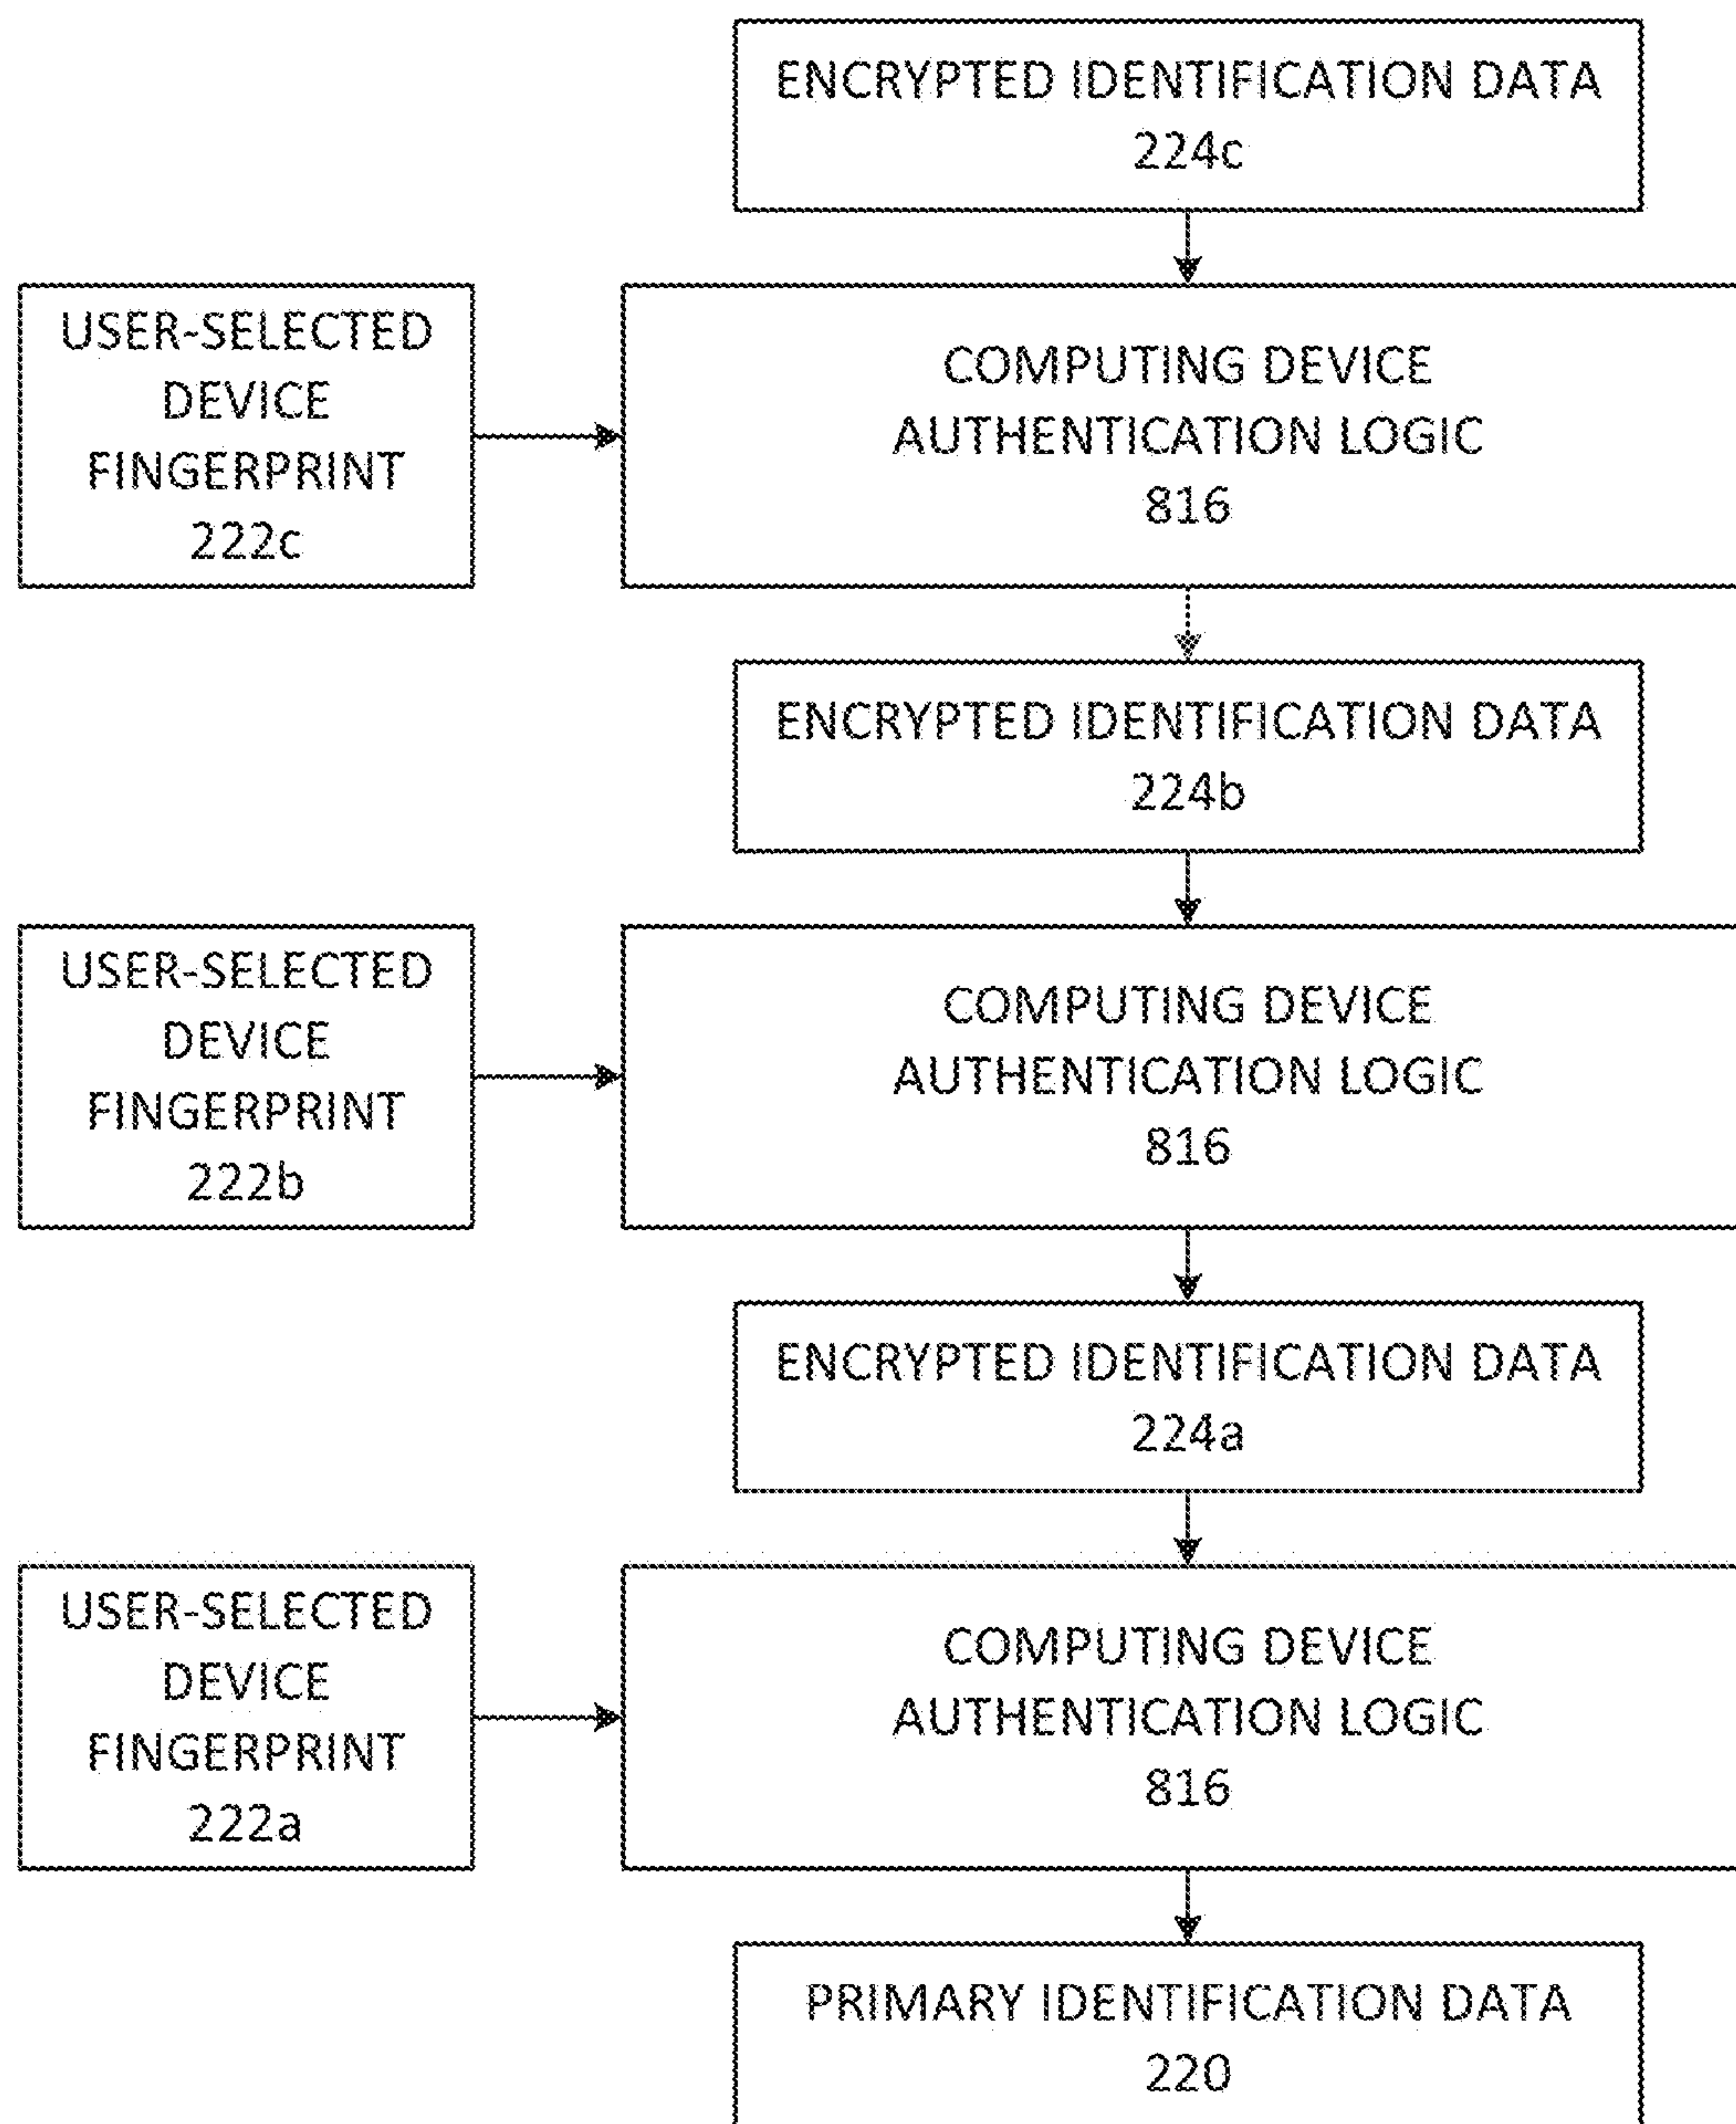 ENCRYPTED IDENTIFICATION DATA
224c
USER-SELECTED
DEVICE
FINGERPRINT
222c
COMPUTING DEVICE
AUTHENTICATION LOGIC
816
ENCRYPTED IDENTIFICATION DATA
224b
USER-SELECTED
DEVICE
FINGERPRINT
222b
COMPUTING DEVICE
AUTHENTICATION LOGIC
816
ENCRYPTED IDENTIFICATION DATA
224a
USER-SELECTED
DEVICE
FINGERPRINT
222a
COMPUTING DEVICE
AUTHENTICATION LOGIC
816
PRIMARY IDENTIFICATION DATA
220